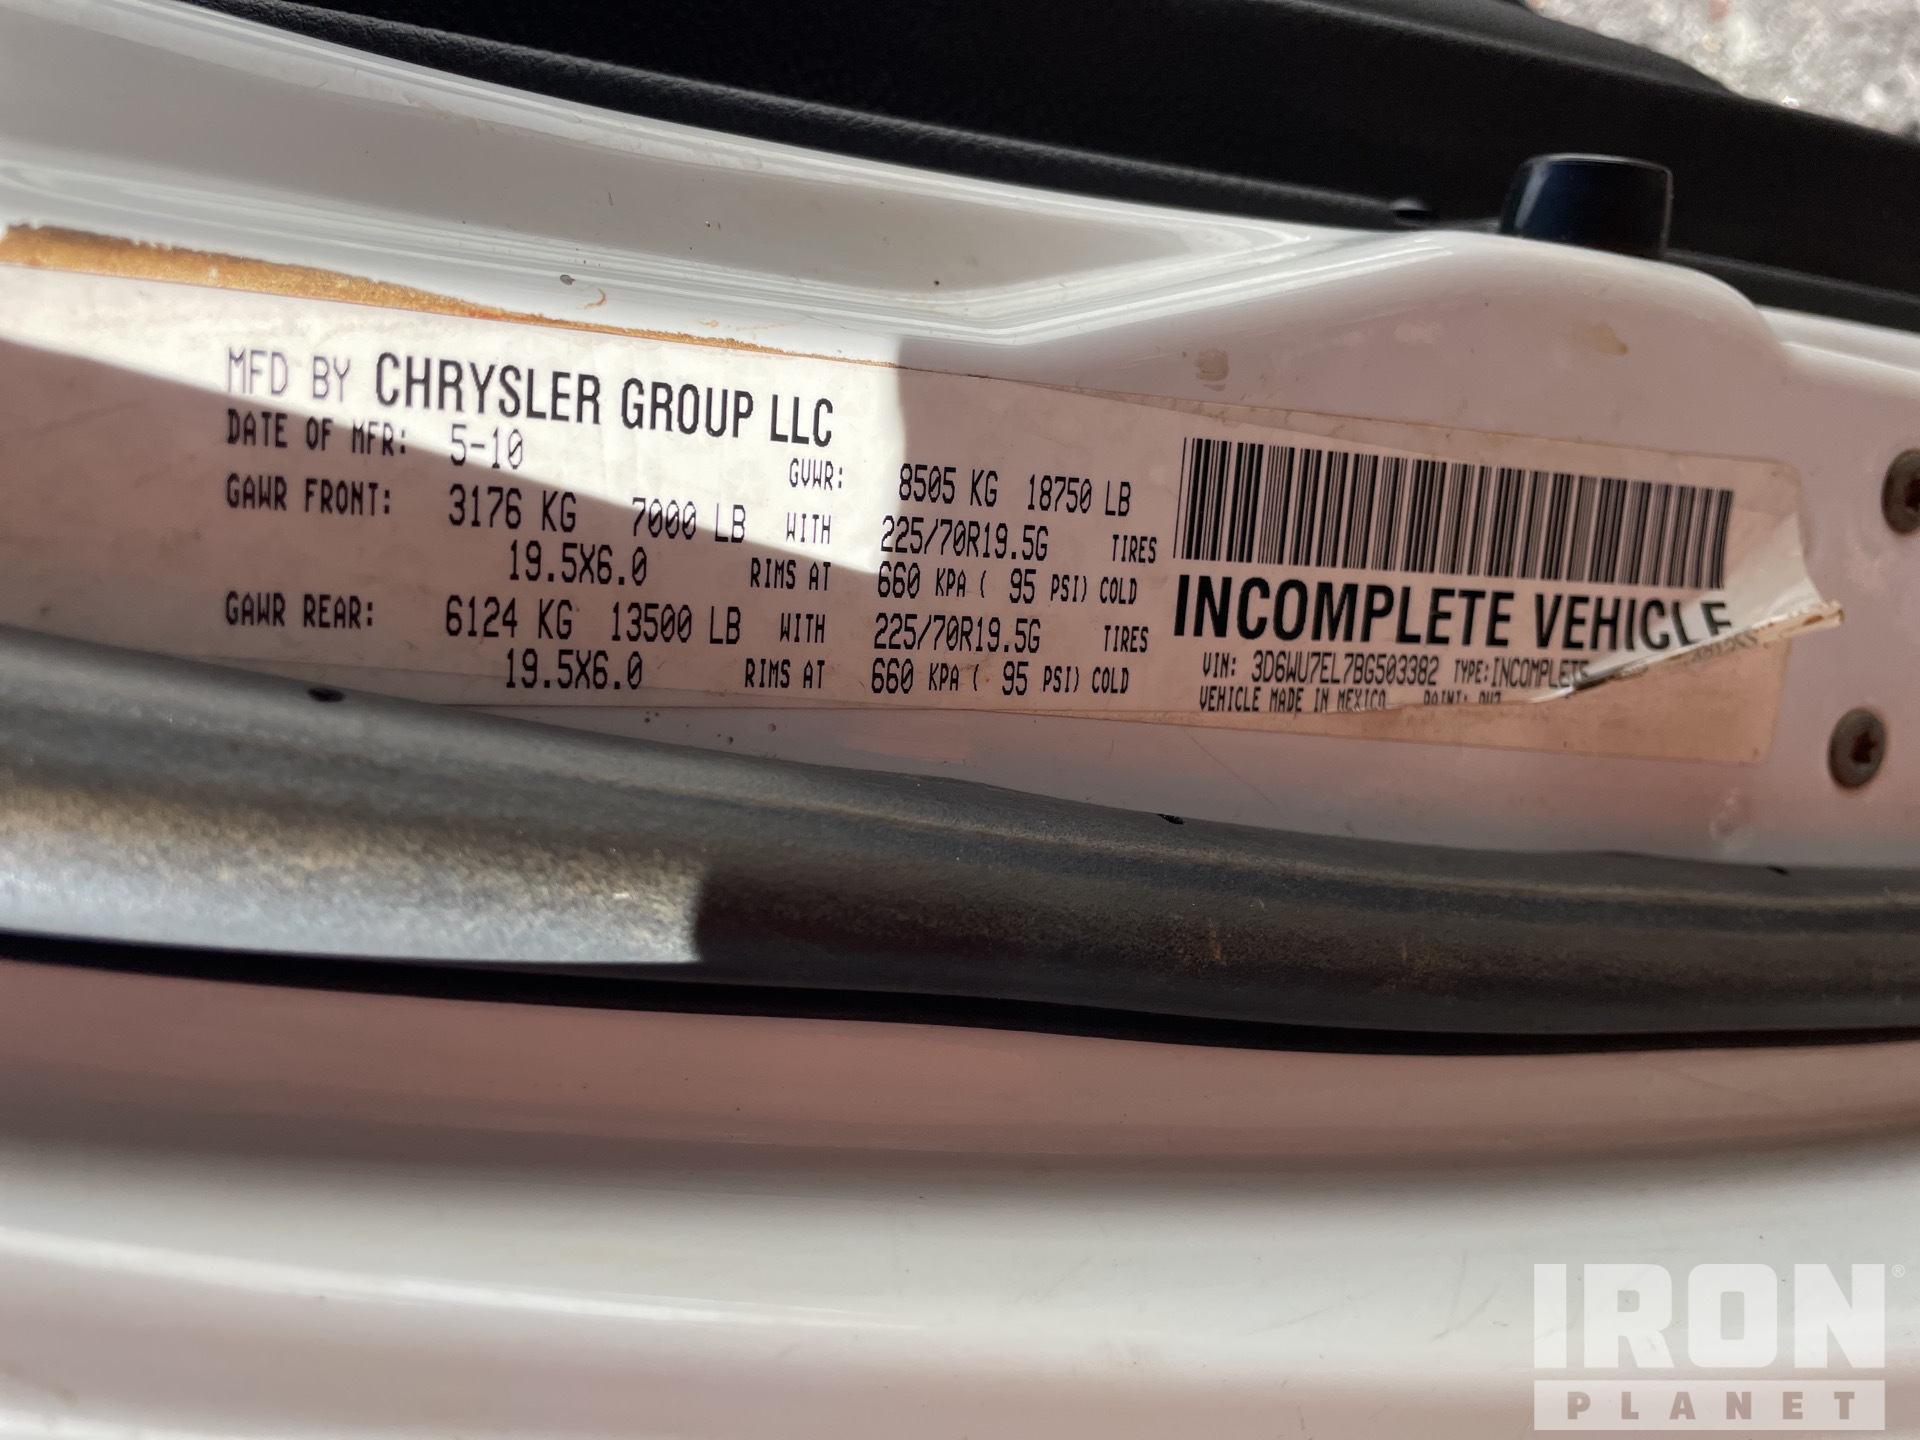 MFD BY CHRYSLER GROUP LLC
DATE OF MFR: 5-10 GVWR: 8505 KG 18750 LB
GAWR FRONT: 3176 KG 7000 LB WITH 225/70R19.5G TIRES
19.5X6.0 RIMS AT 660 KPA ( 95 PSI) COLD
GAWR REAR: 6124 KG 13500 LB WITH 225/70R19.5G TIRES
19.5X6.0 RIMS AT 660 KPA ( 95 PSI) COLD
INCOMPLETE VEHICLE
VIN: 3D6WU7EL7BG503382 TYPE: INCOMPLETE
VEHICLE MADE IN MEXICO PAINT:
IRON
PLANET
®